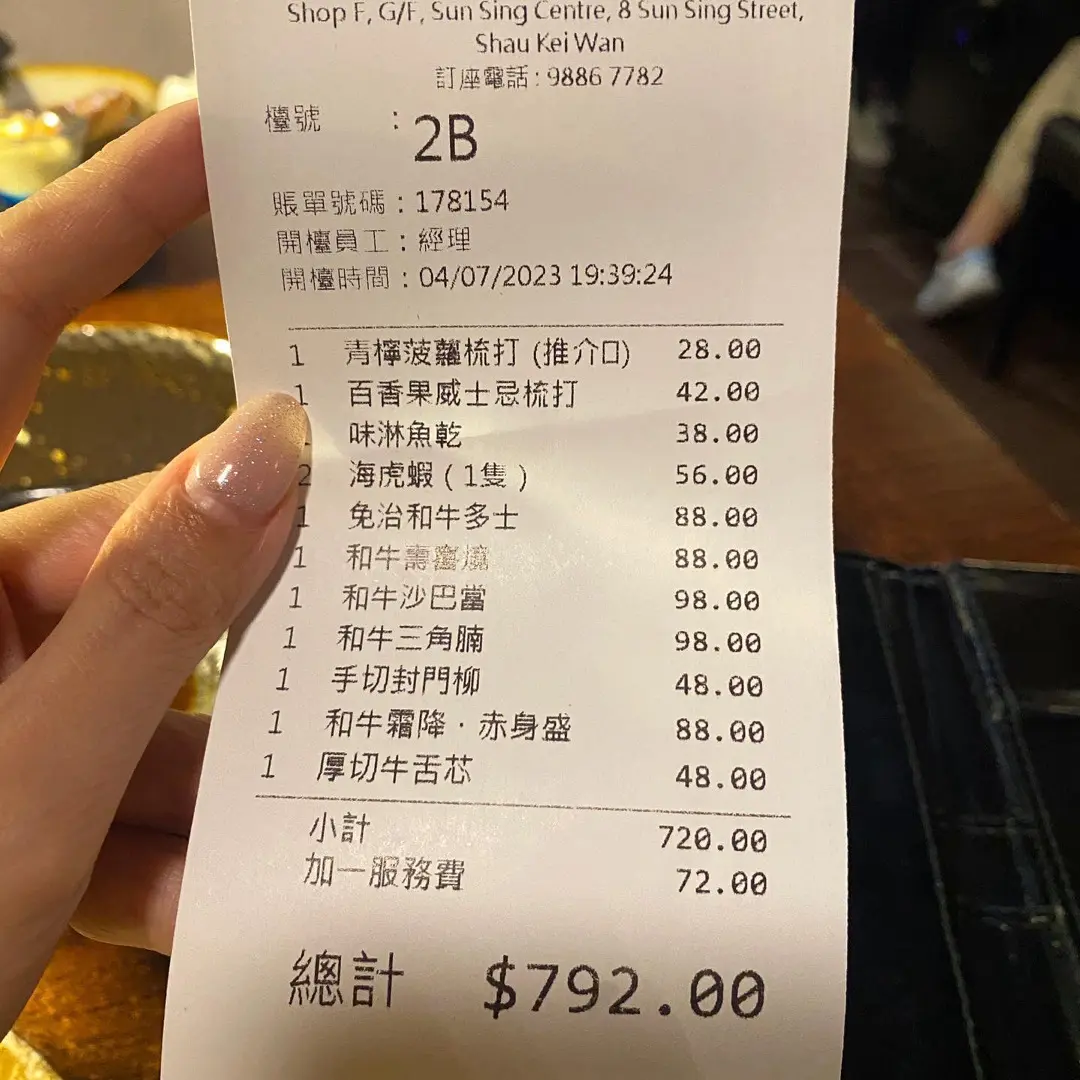 Shop F, G/F, Sun Sing Centre, 8 Sun Sing Street,
Shau Kei Wan
訂座電話 : 9886 7782
檯號 : 2B
賬單號碼 : 178154
開檯員工 : 經理
開檯時間 : 04/07/2023 19:39:24
1 青檸菠蘿梳打 (推介口) 28.00
1 百香果威士忌梳打 42.00
味淋魚乾 38.00
2 海虎蝦 ( 1隻 ) 56.00
1 免治和牛多士 88.00
1 和牛壽喜燒 88.00
1 和牛沙巴當 98.00
1 和牛三角腩 98.00
1 手切封門柳 48.00
1 和牛霜降 · 赤身盛 88.00
1 厚切牛舌芯 48.00
小計 720.00
加一服務費 72.00
總計 $792.00